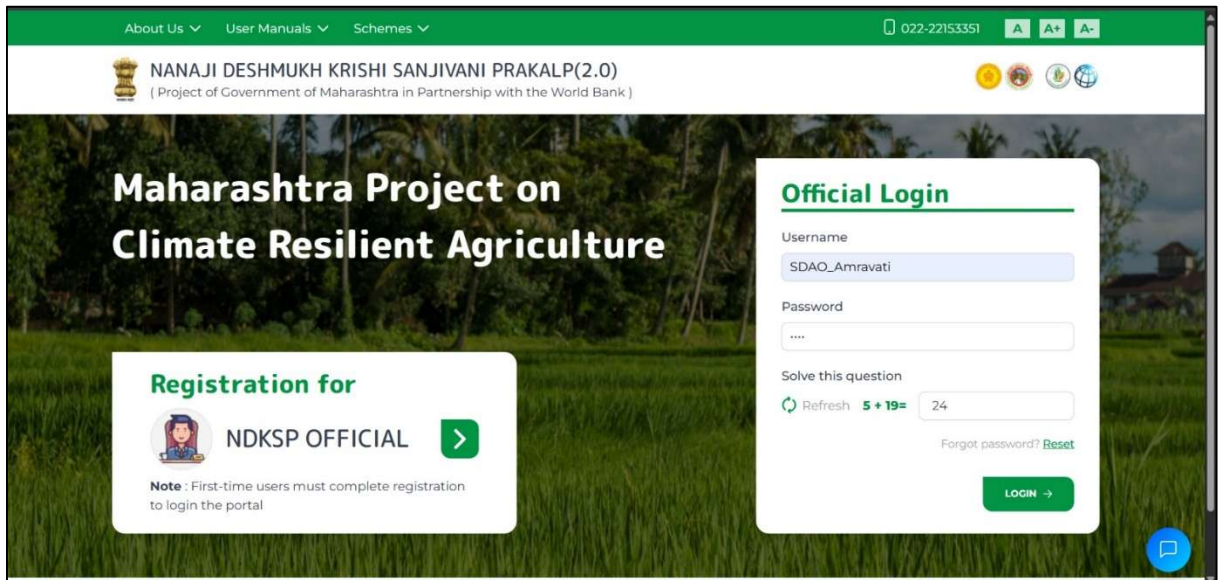 About Us User Manuals Schemes 022-22153351 A A+ A-
NANAJI DESHMUKH KRISHI SANJIVANI PRAKALP(2.0)
( Project of Government of Maharashtra in Partnership with the World Bank )
Maharashtra Project on
Climate Resilient Agriculture
Registration for
NDKSP OFFICIAL
Note : First-time users must complete registration
to login the portal
Official Login
Username
SDAO_Amravati
Password
····
Solve this question
Refresh 5 + 19= 24
Forgot password? Reset
LOGIN →